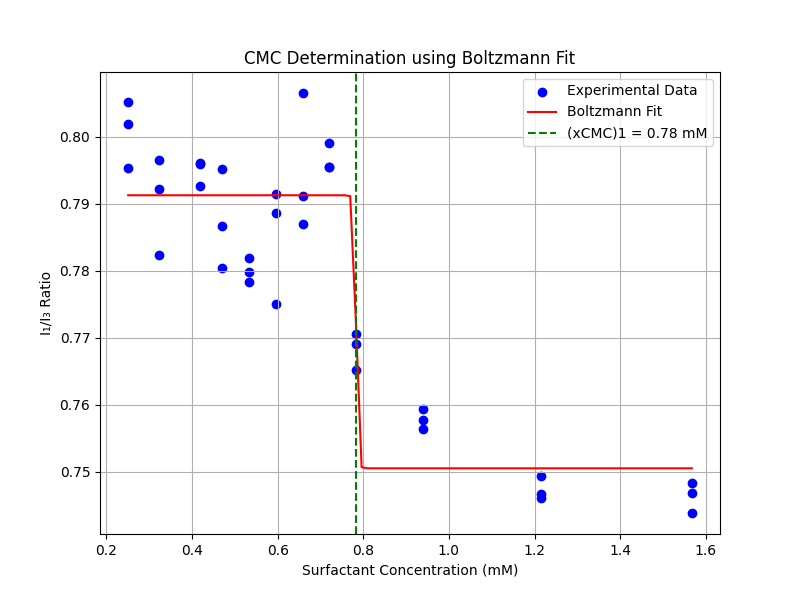 CMC Determination using Boltzmann Fit
Experimental Data
Boltzmann Fit
(xCMC)1 = 0.78 mM
I₁/I₃ Ratio
0.80
0.79
0.78
0.77
0.76
0.75
0.2 0.4 0.6 0.8 1.0 1.2 1.4 1.6
Surfactant Concentration (mM)